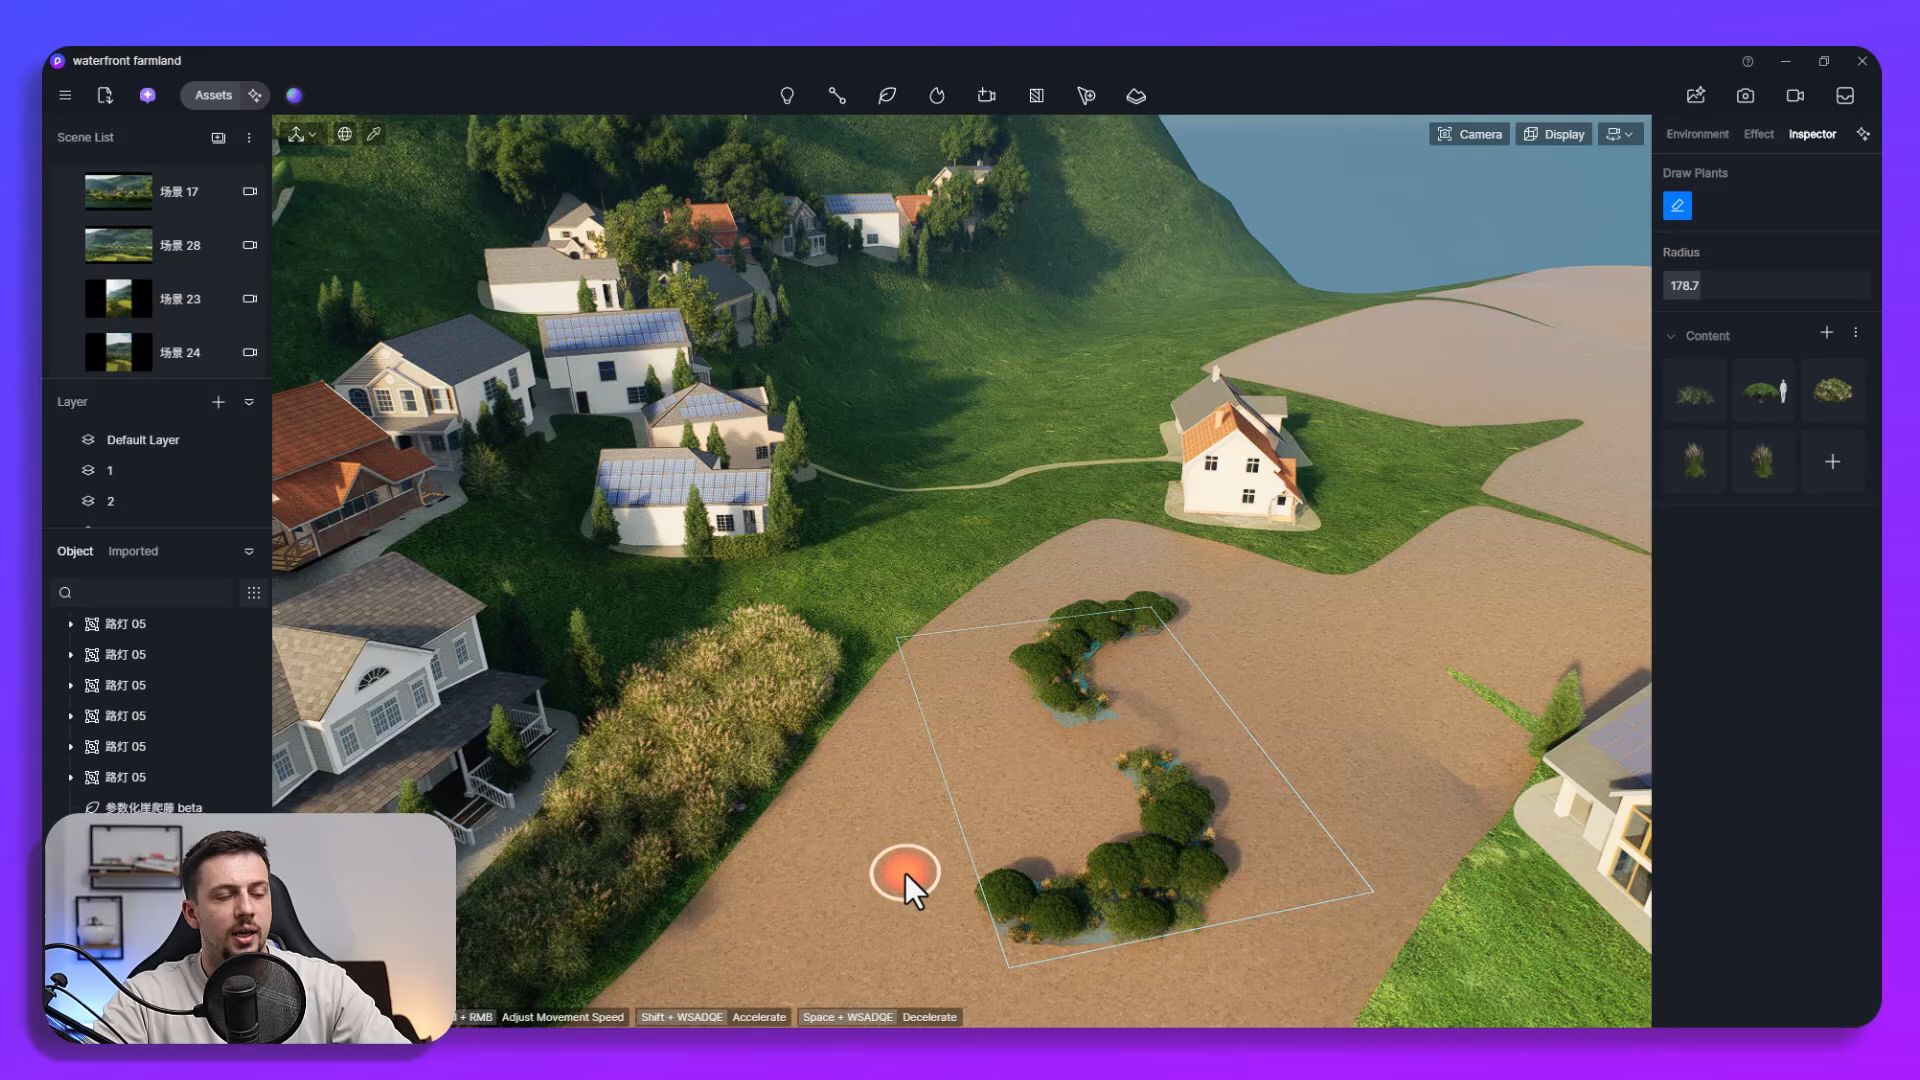 waterfront farmland
Assets
Scene List
场景 17
场景 28
场景 23
场景 24
Layer
Default Layer
1
2
Object Imported
路灯 05
路灯 05
路灯 05
路灯 05
路灯 05
路灯 05
参数化崖爬藤 beta
Camera Display
Environment Effect Inspector
Draw Plants
Radius
178.7
Content
+ RMB Adjust Movement Speed Shift + WSADQE Accelerate Space + WSADQE Decelerate